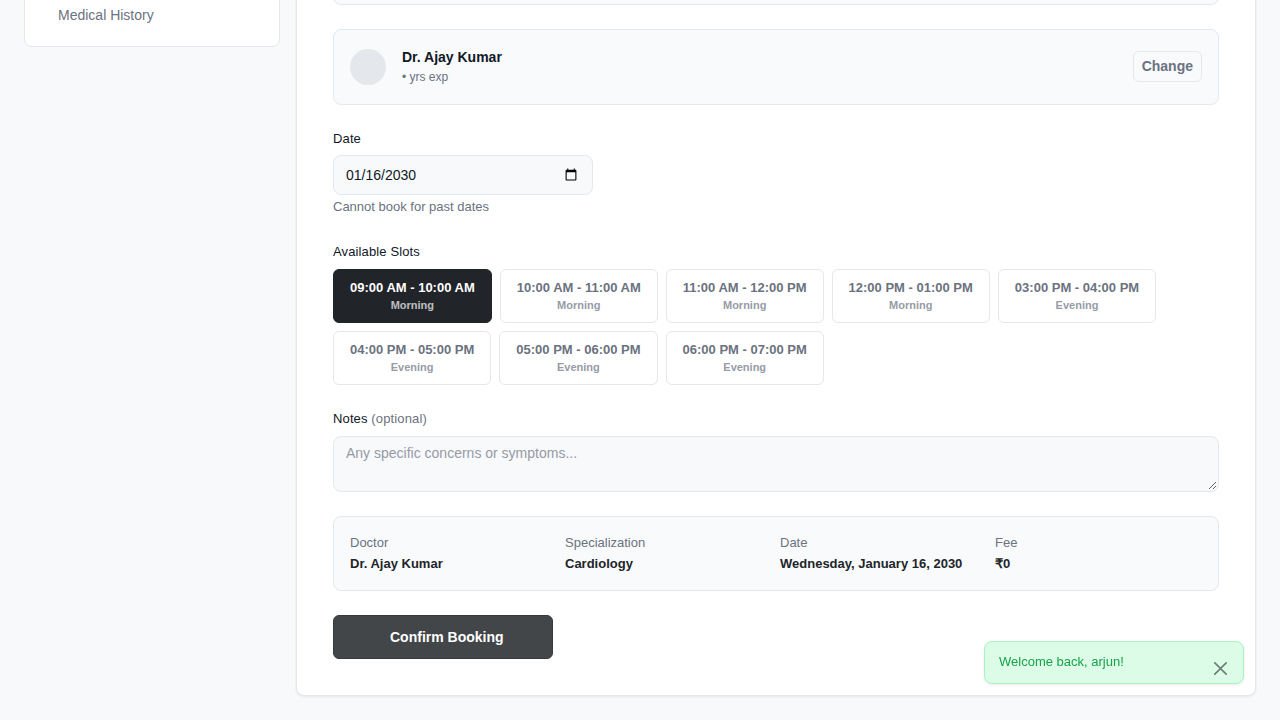 Medical History
Dr. Ajay Kumar
• yrs exp
Change
Date
01/16/2030
Cannot book for past dates
Available Slots
09:00 AM - 10:00 AM
Morning
10:00 AM - 11:00 AM
Morning
11:00 AM - 12:00 PM
Morning
12:00 PM - 01:00 PM
Morning
03:00 PM - 04:00 PM
Evening
04:00 PM - 05:00 PM
Evening
05:00 PM - 06:00 PM
Evening
06:00 PM - 07:00 PM
Evening
Notes (optional)
Any specific concerns or symptoms...
Doctor
Dr. Ajay Kumar
Specialization
Cardiology
Date
Wednesday, January 16, 2030
Fee
₹0
Confirm Booking
Welcome back, arjun!